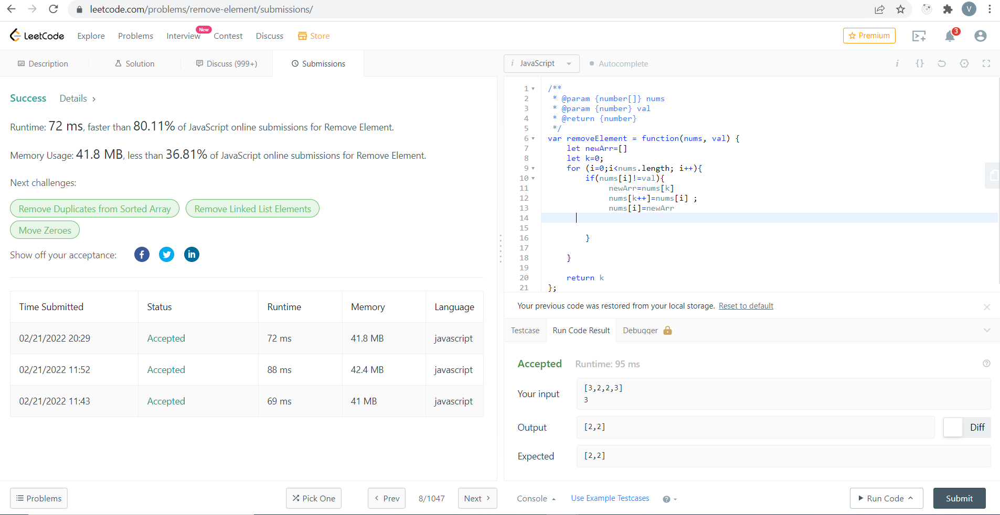 leetcode.com/problems/remove-element/submissions/
V
LeetCode
Explore
Problems
Interview
New
Contest
Discuss
Store
Premium
3
Description
Solution
Discuss (999+)
Submissions
i JavaScript
Autocomplete
i {}
Success Details >
Runtime: 72 ms, faster than 80.11% of JavaScript online submissions for Remove Element.
Memory Usage: 41.8 MB, less than 36.81% of JavaScript online submissions for Remove Element.
Next challenges:
Remove Duplicates from Sorted Array
Remove Linked List Elements
Move Zeroes
Show off your acceptance: f in
Time Submitted Status Runtime Memory Language
02/21/2022 20:29 Accepted 72 ms 41.8 MB javascript
02/21/2022 11:52 Accepted 88 ms 42.4 MB javascript
02/21/2022 11:43 Accepted 69 ms 41 MB javascript
Problems
Pick One
< Prev
8/1047
Next >
1 /**
2 * @param {number[]} nums
3 * @param {number} val
4 * @return {number}
5 */
6 var removeElement = function(nums, val) {
7 let newArr=[]
8 let k=0;
9 for (i=0;i<nums.length; i++){
10 if(nums[i]!=val){
11 newArr=nums[k]
12 nums[k++]=nums[i] ;
13 nums[i]=newArr
14
15
16 }
17
18 }
19
20 return k
21 };
Your previous code was restored from your local storage. Reset to default
Testcase
Run Code Result
Debugger
Accepted Runtime: 95 ms
?
Your input
[3,2,2,3]
3
Output
[2,2]
Diff
Expected
[2,2]
Console
Use Example Testcases
?
Run Code
Submit